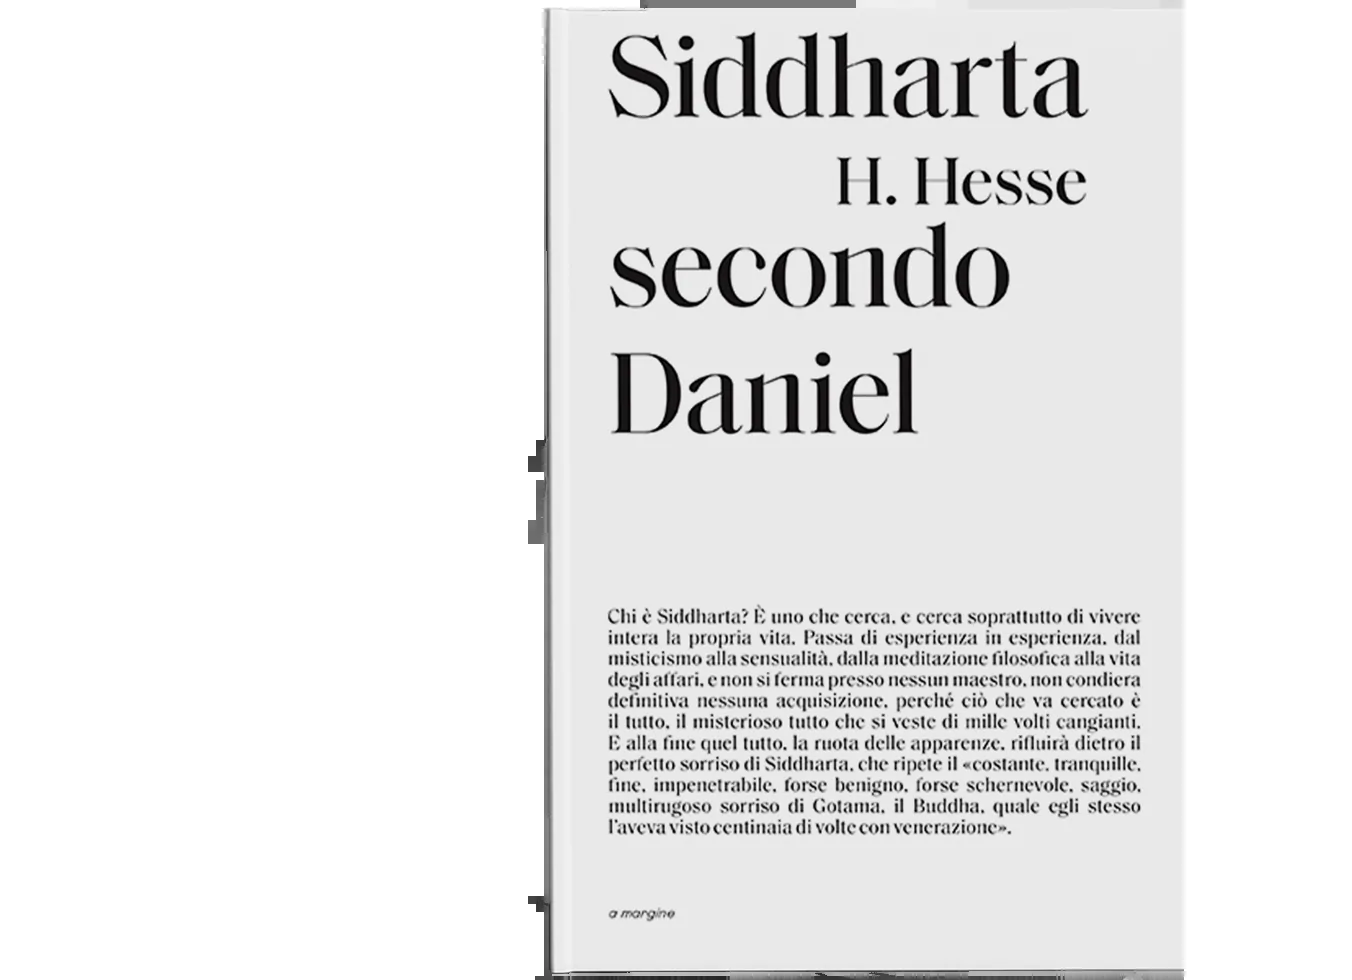 Siddharta
H. Hesse
secondo
Daniel
Chi è Siddharta? È uno che cerca, e cerca soprattutto di vivere
intera la propria vita. Passa di esperienza in esperienza, dal
misticismo alla sensualità, dalla meditazione filosofica alla vita
degli affari, e non si ferma presso nessun maestro, non condiera
definitiva nessuna acquisizione, perché ciò che va cercato è
il tutto, il misterioso tutto che si veste di mille volti cangianti.
E alla fine quel tutto, la ruota delle apparenze, rifluirà dietro il
perfetto sorriso di Siddharta, che ripete il «costante, tranquille,
fine, impenetrabile, forse benigno, forse schernevole, saggio,
multirugoso sorriso di Gotama, il Buddha, quale egli stesso
l'aveva visto centinaia di volte con venerazione».
a margine